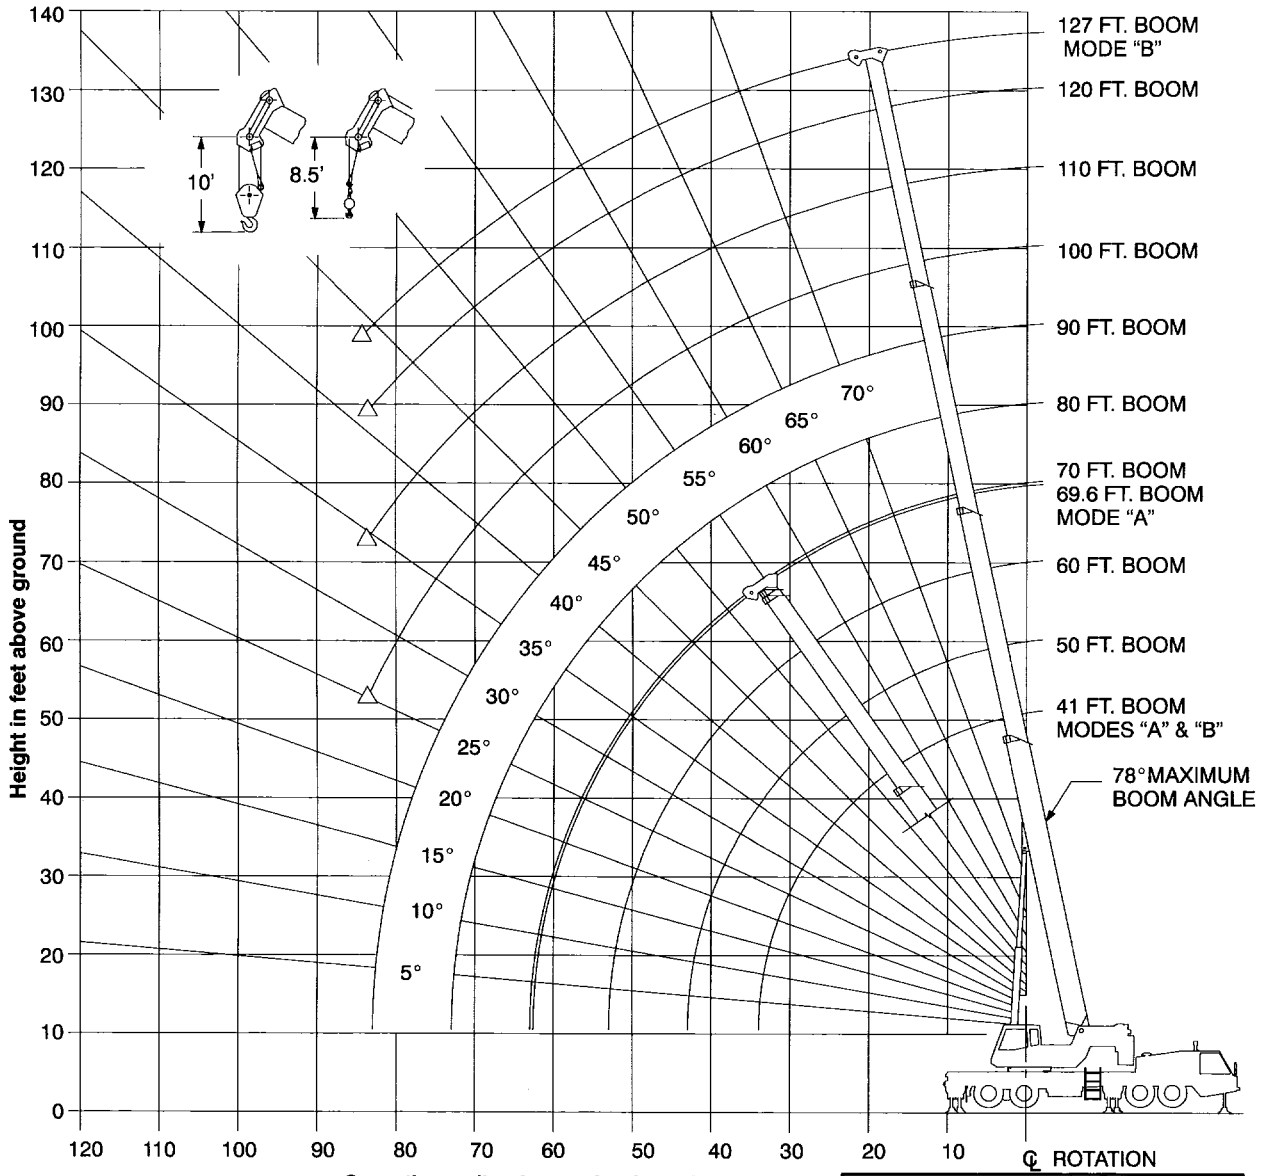 140
130
120
110
100
90
80
70
60
50
40
30
20
10
0
Height in feet above ground
10'
8.5'
127 FT. BOOM
MODE "B"
120 FT. BOOM
110 FT. BOOM
100 FT. BOOM
90 FT. BOOM
80 FT. BOOM
70 FT. BOOM
69.6 FT. BOOM
MODE "A"
60 FT. BOOM
50 FT. BOOM
41 FT. BOOM
MODES "A" & "B"
78° MAXIMUM
BOOM ANGLE
70°
65°
60°
55°
50°
45°
40°
35°
30°
25°
20°
15°
10°
5°
120 110 100 90 80 70 60 50 40 30 20 10
℄ ROTATION